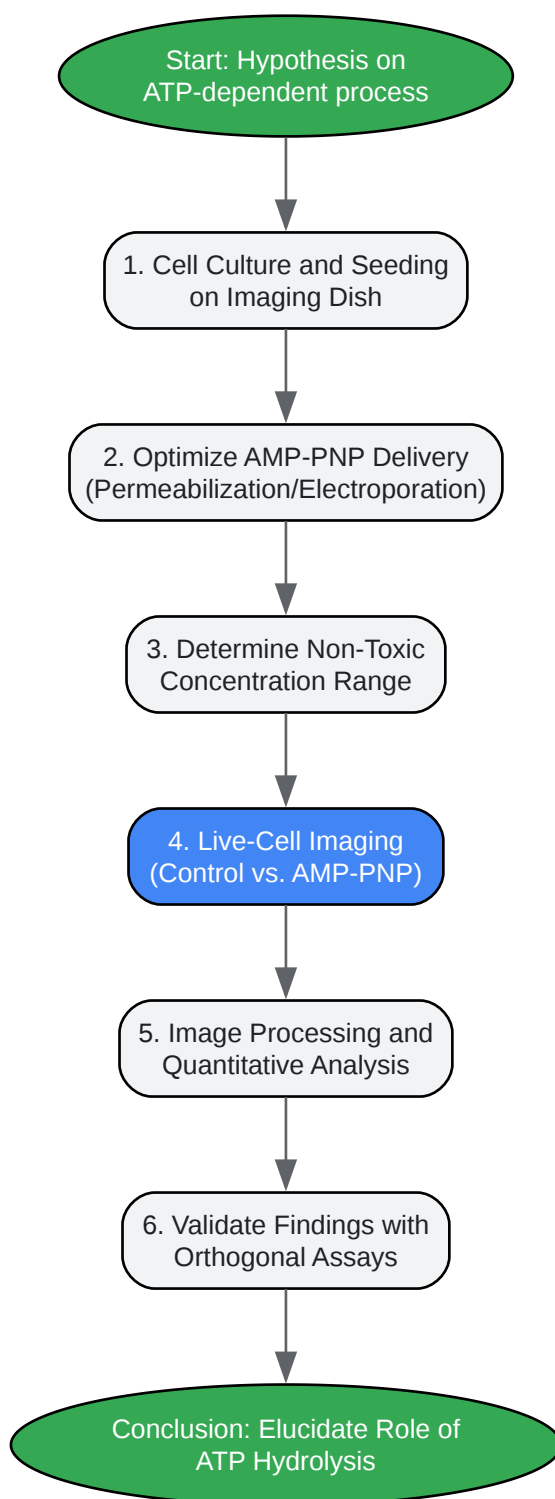 Start: Hypothesis on
ATP-dependent process
1. Cell Culture and Seeding
on Imaging Dish
2. Optimize AMP-PNP Delivery
(Permeabilization/Electroporation)
3. Determine Non-Toxic
Concentration Range
4. Live-Cell Imaging
(Control vs. AMP-PNP)
5. Image Processing and
Quantitative Analysis
6. Validate Findings with
Orthogonal Assays
Conclusion: Elucidate Role of
ATP Hydrolysis